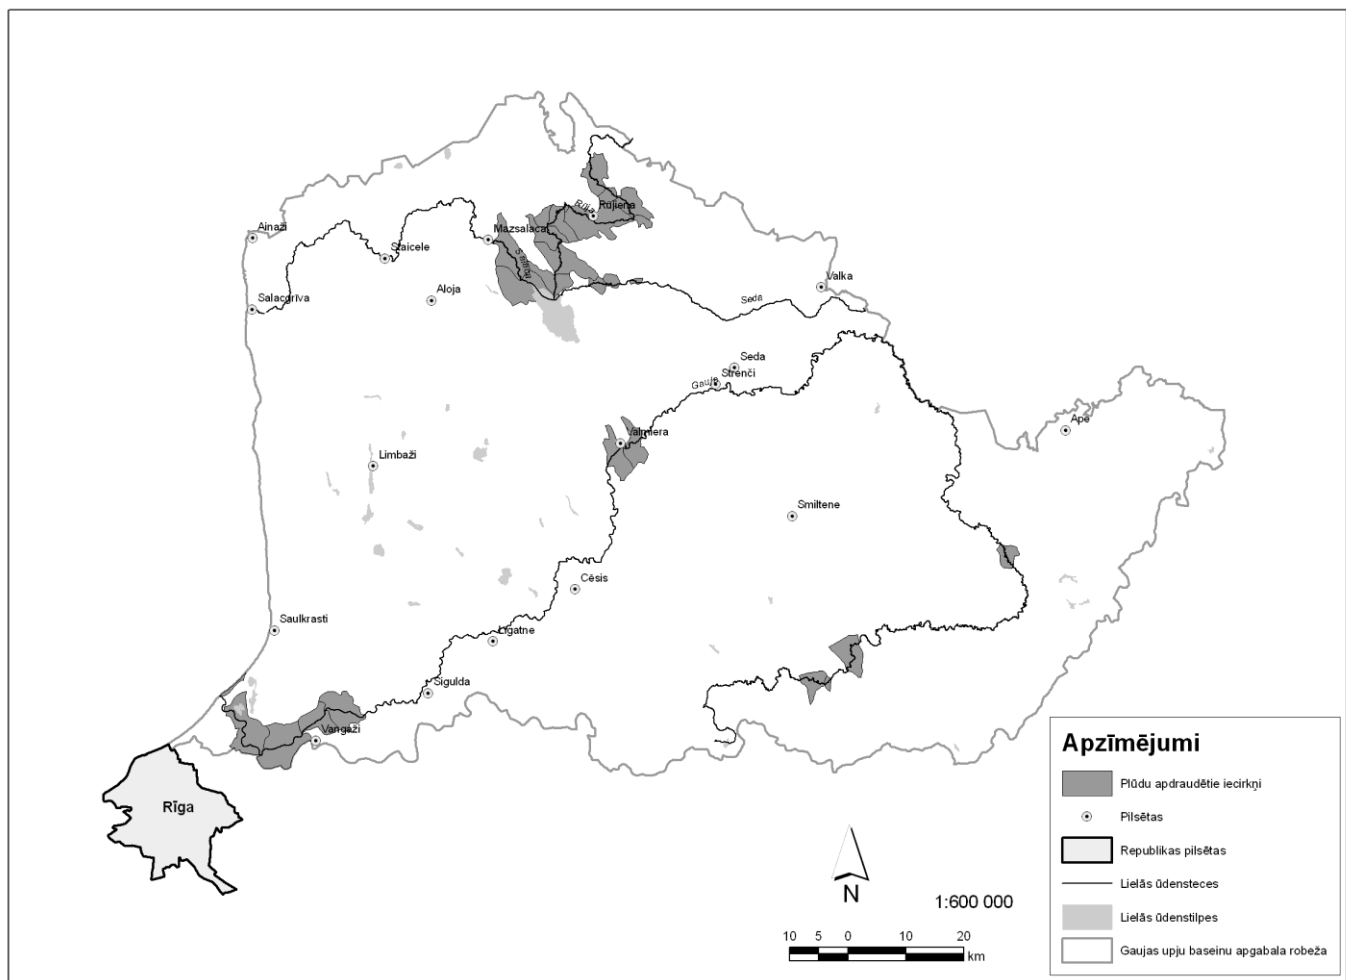 Rūja
Rūjiena
Ainaži
Mazsalaca
Staicele
Valka
Salacgrīva
Aloja
Seda
Seda
Strenči
Gauja
Ape
Valmiera
Limbaži
Smiltene
Cēsis
Saulkrasti
Līgatne
Sigulda
Vangaži
Rīga
Apzīmējumi
Plūdu apdraudētie iecirkņi
Pilsētas
Republikas pilsētas
Lielās ūdensteces
Lielās ūdenstilpes
Gaujas upju baseinu apgabala robeža
N
1:600 000
10 5 0 10 20
km